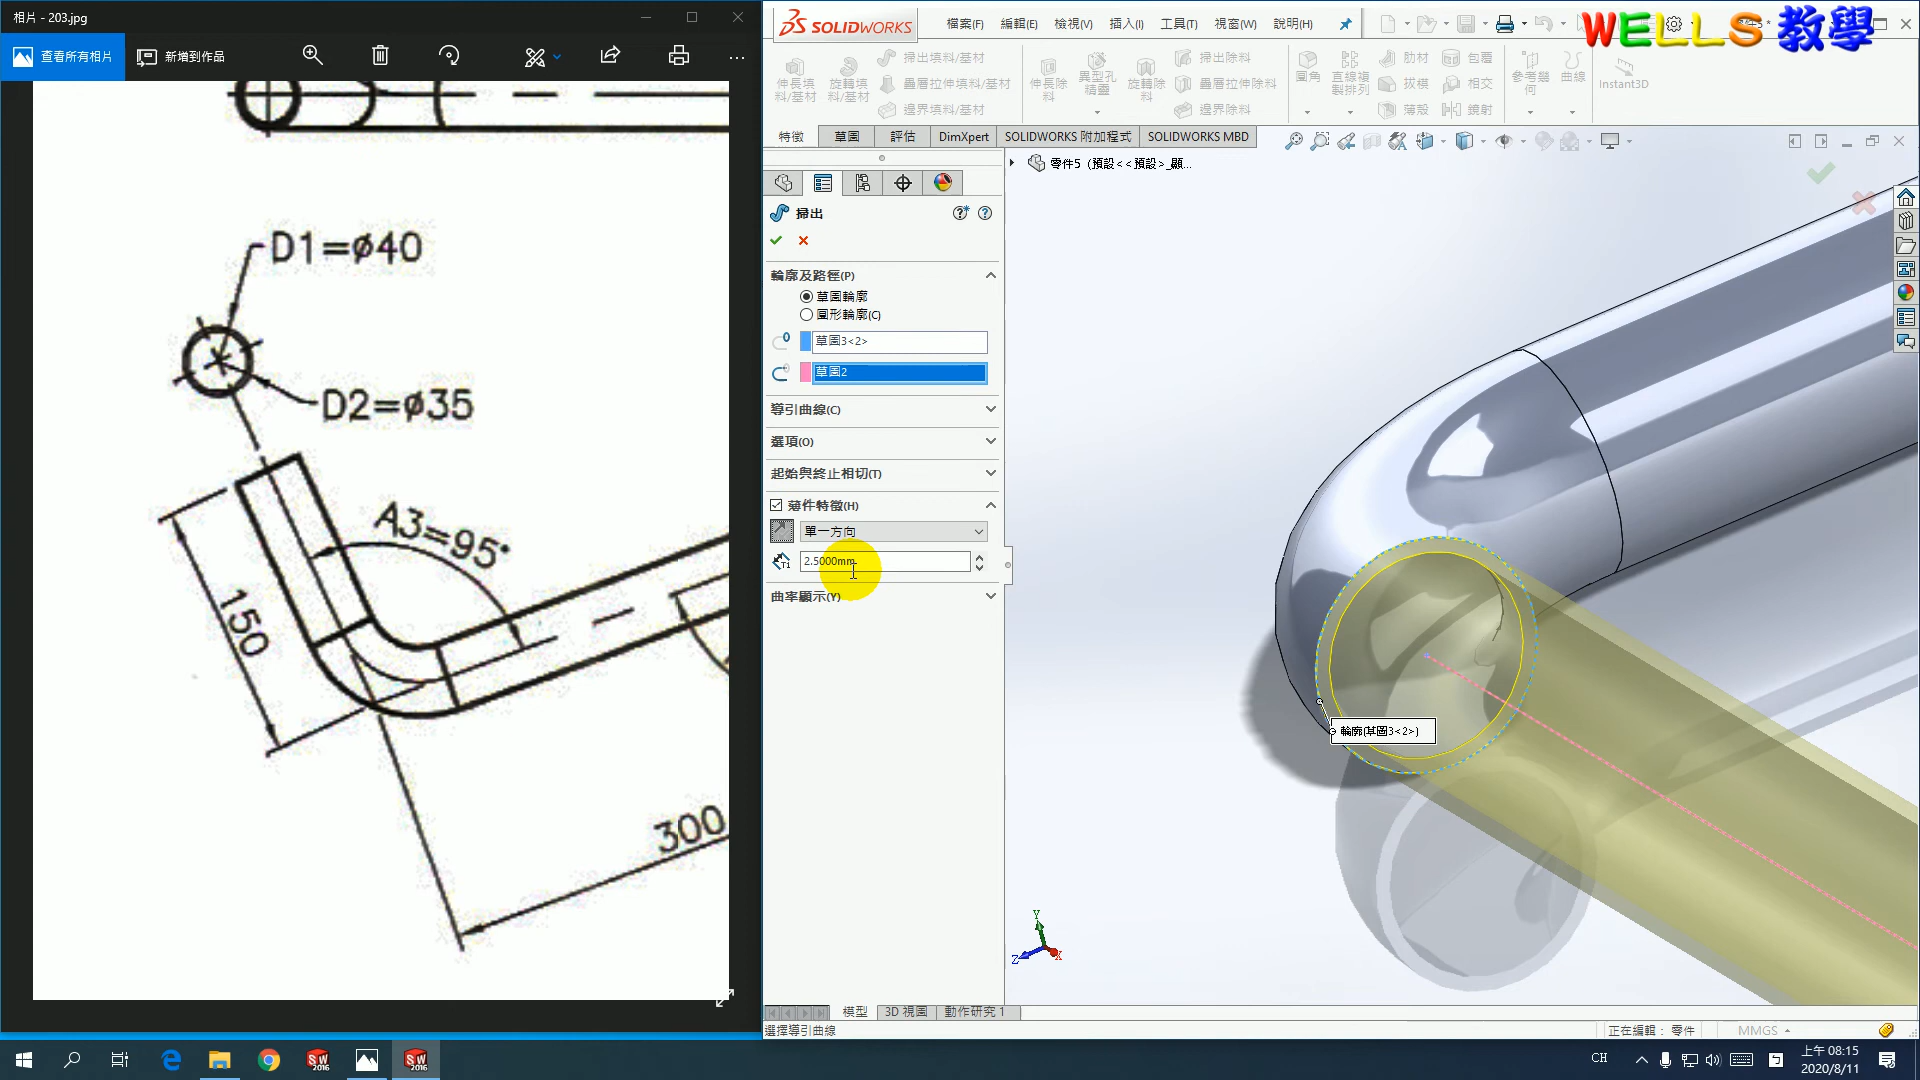 相片 - 203.jpg
查看所有相片
新增到作品
D1=ø40
D2=ø35
A3=95°
150
300
SOLIDWORKS
檔案(F)
編輯(E)
檢視(V)
插入(I)
工具(T)
視窗(W)
說明(H)
WELLS 教學
伸長填料/基材
旋轉填料/基材
掃出填料/基材
疊層拉伸填料/基材
邊界填料/基材
伸長除料
異型孔精靈
旋轉除料
掃出除料
疊層拉伸除料
邊界除料
圓角
直線複製排列
肋材
拔模
薄殼
包覆
相交
鏡射
參考幾何
曲線
Instant3D
特徵
草圖
評估
DimXpert
SOLIDWORKS 附加程式
SOLIDWORKS MBD
零件5 (預設<<預設>_顯...
掃出
輪廓及路徑(P)
草圖輪廓
圓形輪廓(C)
草圖3<2>
草圖2
導引曲線(C)
選項(O)
起始與終止相切(T)
薄件特徵(H)
單一方向
T1
2.5000mm
曲率顯示(Y)
輪廓(草圖3<2>)
Y
Z
X
模型
3D 視圖
動作研究 1
選擇導引曲線
正在編輯: 零件
MMGS
SW 2016
SW 2016
CH
上午 08:15
2020/8/11